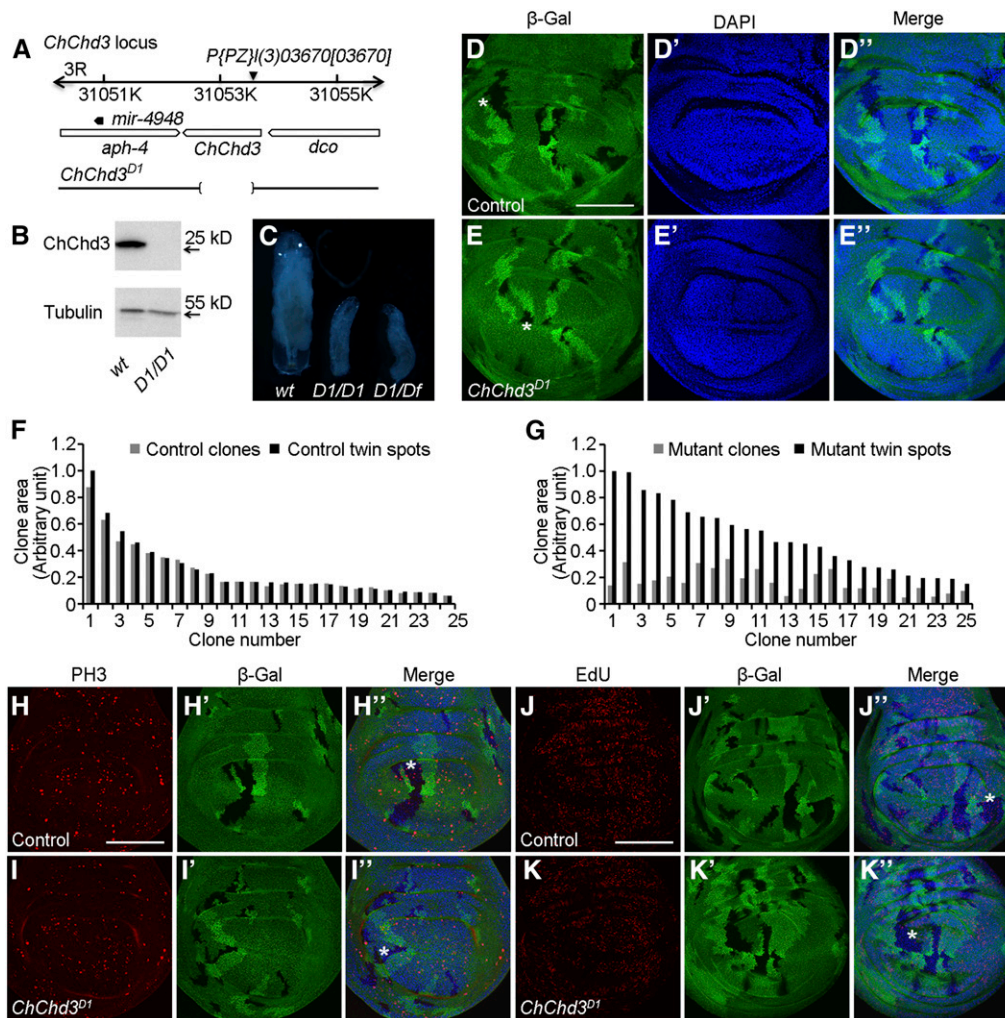 A
ChChd3 locus
P{PZ}l(3)03670[03670]
3R
31051K 31053K 31055K
mir-4948
aph-4 ChChd3 dco
ChChd3D1
B
ChChd3
25 kD
Tubulin
55 kD
wt D1/D1
C
wt D1/D1 D1/Df
β-Gal DAPI Merge
D D' D''
Control
E E' E''
ChChd3D1
F
Control clones Control twin spots
Clone area
(Arbitrary unit)
1.2
1.0
0.8
0.6
0.4
0.2
0
1 3 5 7 9 11 13 15 17 19 21 23 25
Clone number
G
Mutant clones Mutant twin spots
Clone area
(Arbitrary unit)
1.2
1.0
0.8
0.6
0.4
0.2
0
1 3 5 7 9 11 13 15 17 19 21 23 25
Clone number
PH3 β-Gal Merge EdU β-Gal Merge
H H' H'' J J' J''
Control Control
I I' I'' K K' K''
ChChd3D1 ChChd3D1